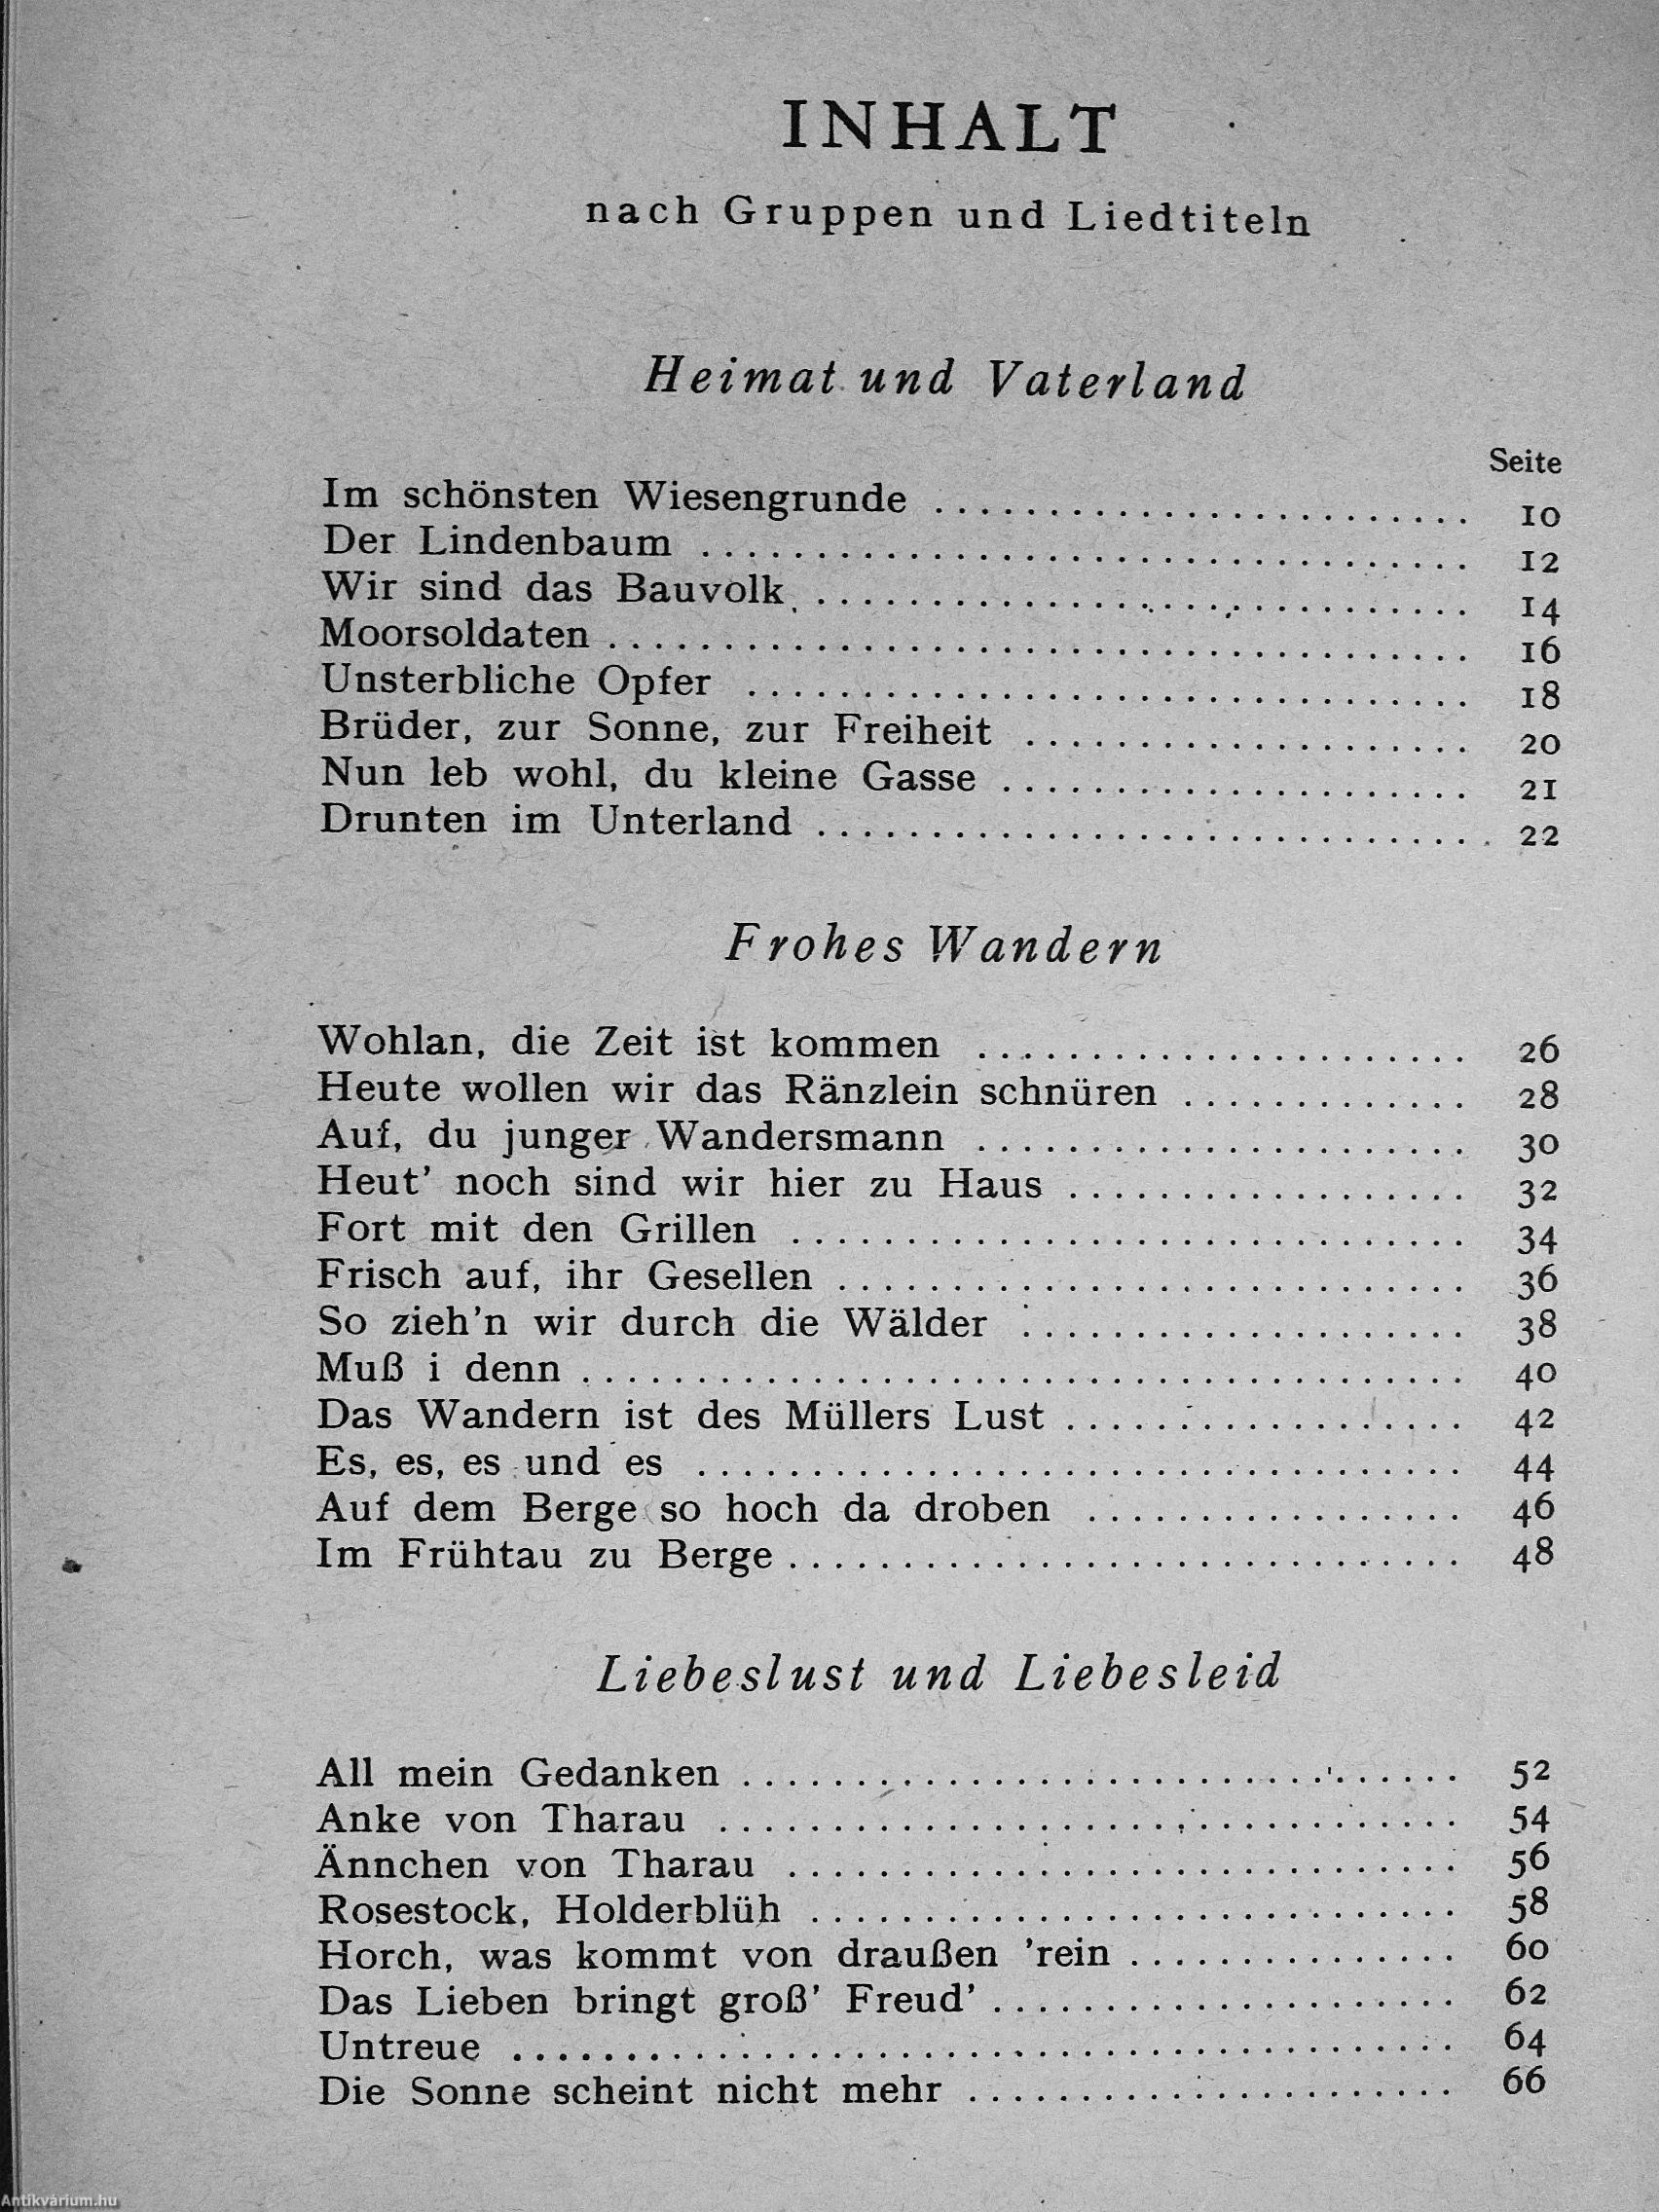 INHALT
nach Gruppen und Liedtiteln
Heimat und Vaterland
Seite
Im schönsten Wiesengrunde ........................ 10
Der Lindenbaum .................................. 12
Wir sind das Bauvolk ............................. 14
Moorsoldaten ...................................... 16
Unsterbliche Opfer ................................ 18
Brüder, zur Sonne, zur Freiheit .................... 20
Nun leb wohl, du kleine Gasse ..................... 21
Drunten im Unterland .............................. 22
Frohes Wandern
Wohlan, die Zeit ist kommen ...................... 26
Heute wollen wir das Ränzlein schnüren ............. 28
Auf, du junger Wandersmann ...................... 30
Heut' noch sind wir hier zu Haus .................. 32
Fort mit den Grillen .............................. 34
Frisch auf, ihr Gesellen ............................ 36
So zieh'n wir durch die Wälder .................... 38
Muß i denn ....................................... 40
Das Wandern ist des Müllers Lust .................. 42
Es, es, es und es .................................. 44
Auf dem Berge so hoch da droben ................. 46
Im Frühtau zu Berge .............................. 48
Liebeslust und Liebesleid
All mein Gedanken ................................ 52
Anke von Tharau ................................. 54
Ännchen von Tharau .............................. 56
Rosestock, Holderblüh ............................. 58
Horch, was kommt von draußen 'rein ............... 60
Das Lieben bringt groß' Freud' ..................... 62
Untreue .......................................... 64
Die Sonne scheint nicht mehr ...................... 66
Antikvárium.hu